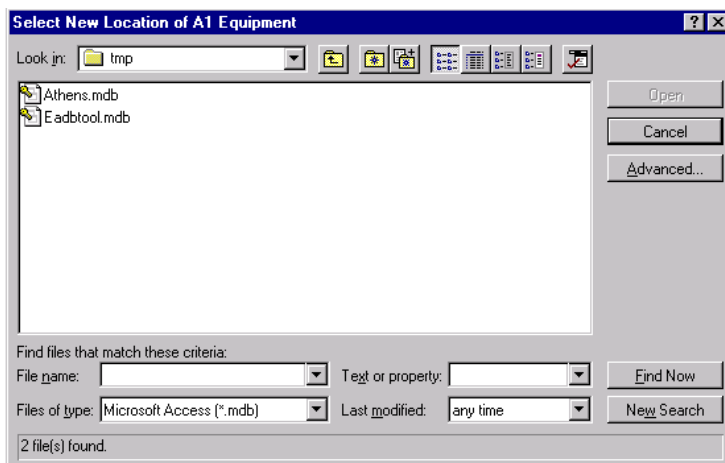 Select New Location of A1 Equipment
Look in: tmp
Athens.mdb
Eadbtool.mdb
Open
Cancel
Advanced...
Find files that match these criteria:
File name: Text or property: Find Now
Files of type: Microsoft Access (*.mdb) Last modified: any time New Search
2 file(s) found.